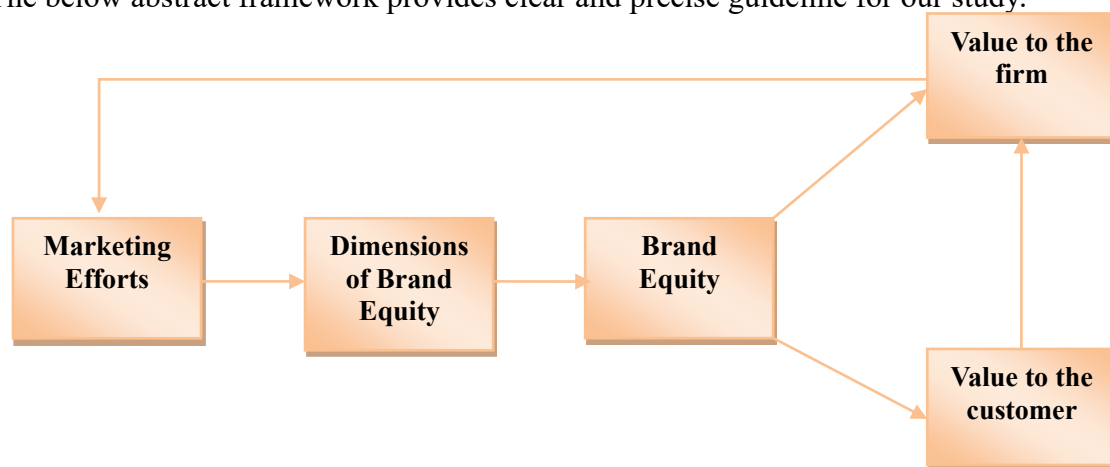 The below abstract framework provides clear and precise guideline for our study.
Value to the
firm
Marketing
Efforts
Dimensions
of Brand
Equity
Brand
Equity
Value to the
customer